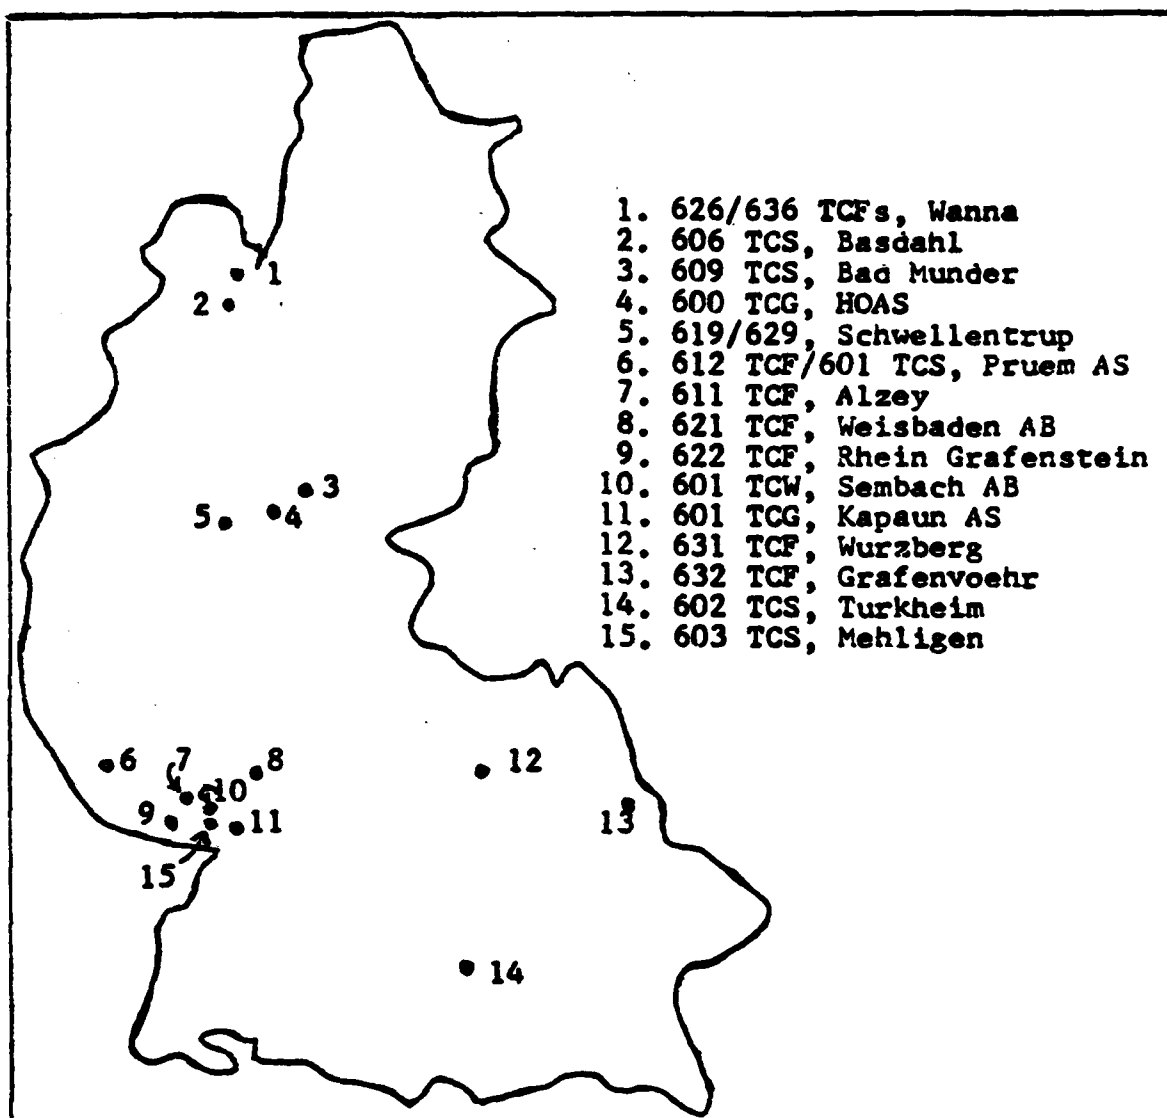 1. 626/636 TCFs, Wanna
2. 606 TCS, Basdahl
3. 609 TCS, Bad Munder
4. 600 TCG, HOAS
5. 619/629, Schwellentrup
6. 612 TCF/601 TCS, Pruem AS
7. 611 TCF, Alzey
8. 621 TCF, Weisbaden AB
9. 622 TCF, Rhein Grafenstein
10. 601 TCW, Sembach AB
11. 601 TCG, Kapaun AS
12. 631 TCF, Wurzberg
13. 632 TCF, Grafenvoehr
14. 602 TCS, Turkheim
15. 603 TCS, Mehligen
1
2
3
4
5
6
7
8
10
9
11
15
12
13
14